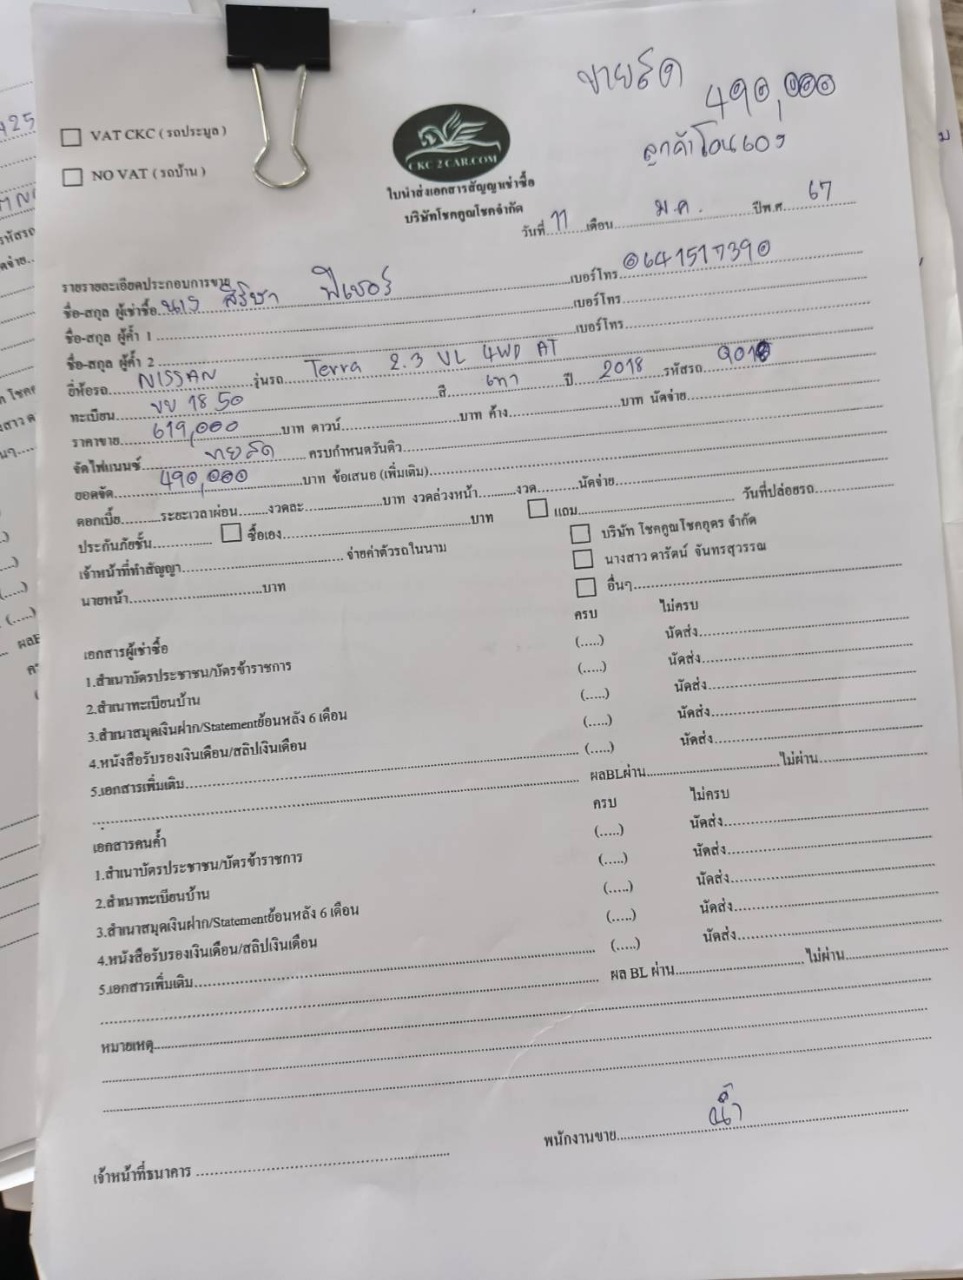 ขายสด
490,000
ลูกค้าโอนเอง
VAT CKC ( รถประมูล )
NO VAT ( รถบ้าน )
CKC 2 CAR.COM
ใบนำส่งเอกสารสัญญาเช่าซื้อ
บริษัทโชคคูณโชคจำกัด
วันที่ 11 เดือน ม.ค. ปีพ.ศ. 67
รายรายละเอียดประกอบการขาย
ชื่อ-สกุล ผู้เช่าซื้อ นาง สิริษา ฟิเชอร์ เบอร์โทร 0641517390
ชื่อ-สกุล ผู้ค้ำ 1 เบอร์โทร
ชื่อ-สกุล ผู้ค้ำ 2 เบอร์โทร
ยี่ห้อรถ NISSAN รุ่นรถ Terra 2.3 VL 4WD AT
ทะเบียน ขข 1850 สี เทา ปี 2018 รหัสรถ
ราคาขาย 619,000 บาท ดาวน์ บาท ค้าง บาท นัดจ่าย
จัดไฟแนนซ์ ขายสด ครบกำหนดวันคิว
ยอดจัด 490,000 บาท ข้อเสนอ (เพิ่มเติม)
ดอกเบี้ย ระยะเวลาผ่อน งวดละ บาท งวดล่วงหน้า งวด นัดจ่าย
ประกันภัยชั้น ซื้อเอง บาท แถม วันที่ปล่อยรถ
เจ้าหน้าที่ทำสัญญา จ่ายค่าตัวรถในนาม บริษัท โชคคูณโชคอุดร จำกัด
นายหน้า บาท นางสาว ดารัตน์ จันทรสุวรรณ
อื่นๆ
เอกสารผู้เช่าซื้อ ครบ ไม่ครบ
1.สำเนาบัตรประชาชน/บัตรข้าราชการ (.....) นัดส่ง
2.สำเนาทะเบียนบ้าน (.....) นัดส่ง
3.สำเนาสมุดเงินฝาก/Statementย้อนหลัง 6 เดือน (.....) นัดส่ง
4.หนังสือรับรองเงินเดือน/สลิปเงินเดือน (.....) นัดส่ง
5.เอกสารเพิ่มเติม (.....) นัดส่ง
ผลBLผ่าน ไม่ผ่าน
เอกสารคนค้ำ ครบ ไม่ครบ
1.สำเนาบัตรประชาชน/บัตรข้าราชการ (.....) นัดส่ง
2.สำเนาทะเบียนบ้าน (.....) นัดส่ง
3.สำเนาสมุดเงินฝาก/Statementย้อนหลัง 6 เดือน (.....) นัดส่ง
4.หนังสือรับรองเงินเดือน/สลิปเงินเดือน (.....) นัดส่ง
5.เอกสารเพิ่มเติม (.....) นัดส่ง
ผล BL ผ่าน ไม่ผ่าน
หมายเหตุ
เจ้าหน้าที่ธนาคาร พนักงานขาย น้ำ